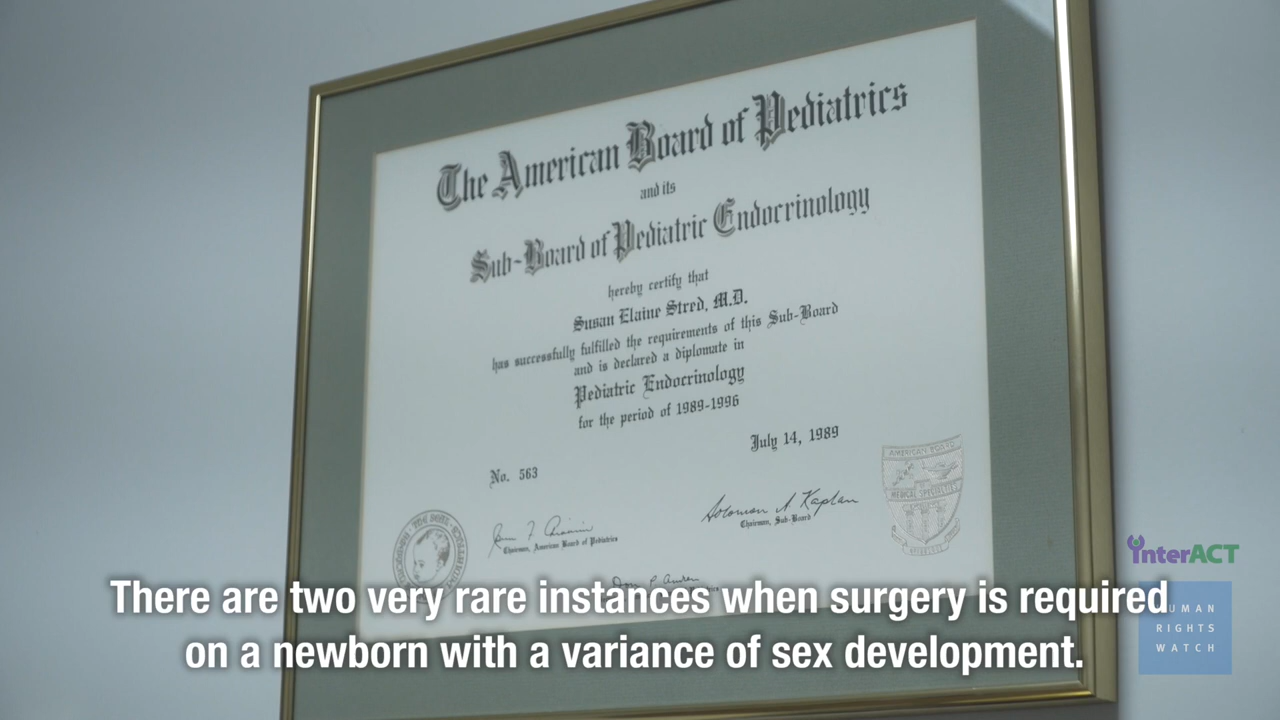 The American Board of Pediatrics
and its
Sub-Board of Pediatric Endocrinology
hereby certify that
Susan Elaine Stred, M.D.
has successfully fulfilled the requirements of this Sub-Board
and is declared a diplomate in
Pediatric Endocrinology
for the period of 1989-1996
July 14, 1989
No. 563
AMERICAN BOARD
MEDICAL SPECIALTIES
Solomon A Kaplan
Chairman, Sub-Board
Chairman, American Board of Pediatrics
interACT
There are two very rare instances when surgery is required
on a newborn with a variance of sex development.
HUMAN
RIGHTS
WATCH